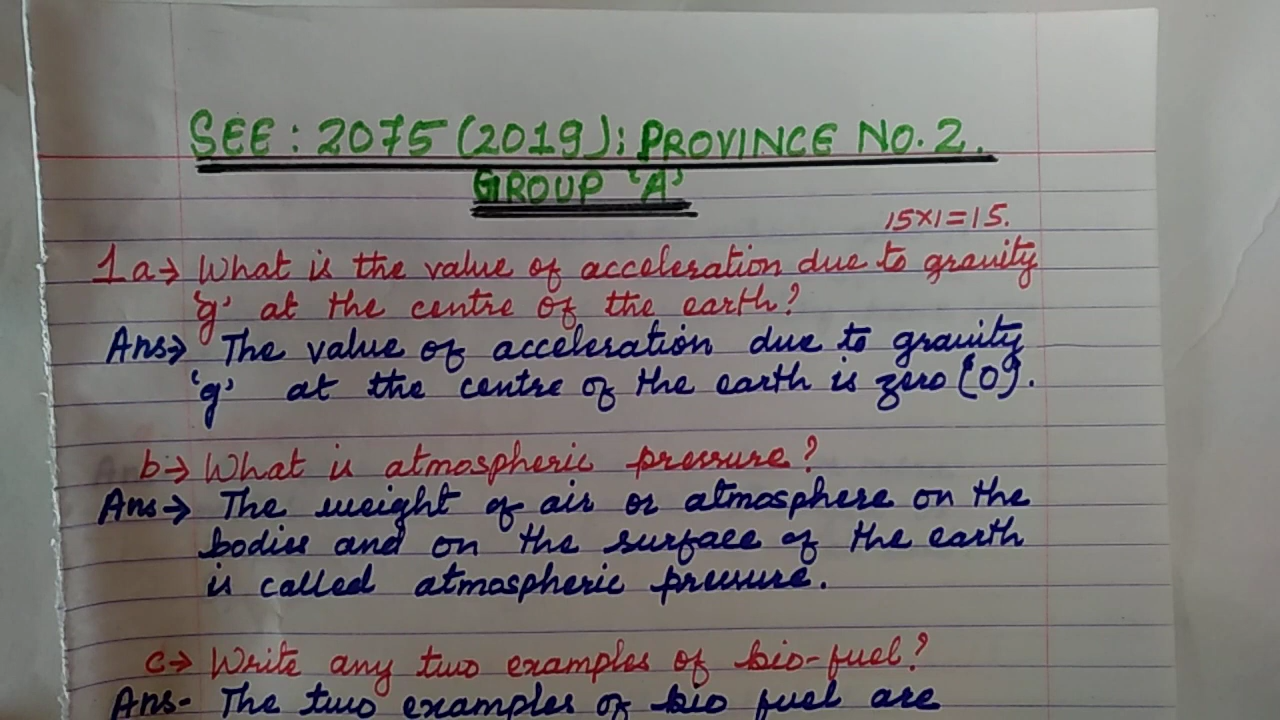 SEE : 2075 (2019): PROVINCE NO. 2.
GROUP 'A'
15×1=15.
1 a→ What is the value of acceleration due to gravity
'g' at the centre of the earth?
Ans→ The value of acceleration due to gravity
'g' at the centre of the earth is zero (0).
b→ What is atmospheric pressure?
Ans→ The weight of air or atmosphere on the
bodies and on the surface of the earth
is called atmospheric pressure.
c→ Write any two examples of bio-fuel?
Ans- The two examples of bio fuel are